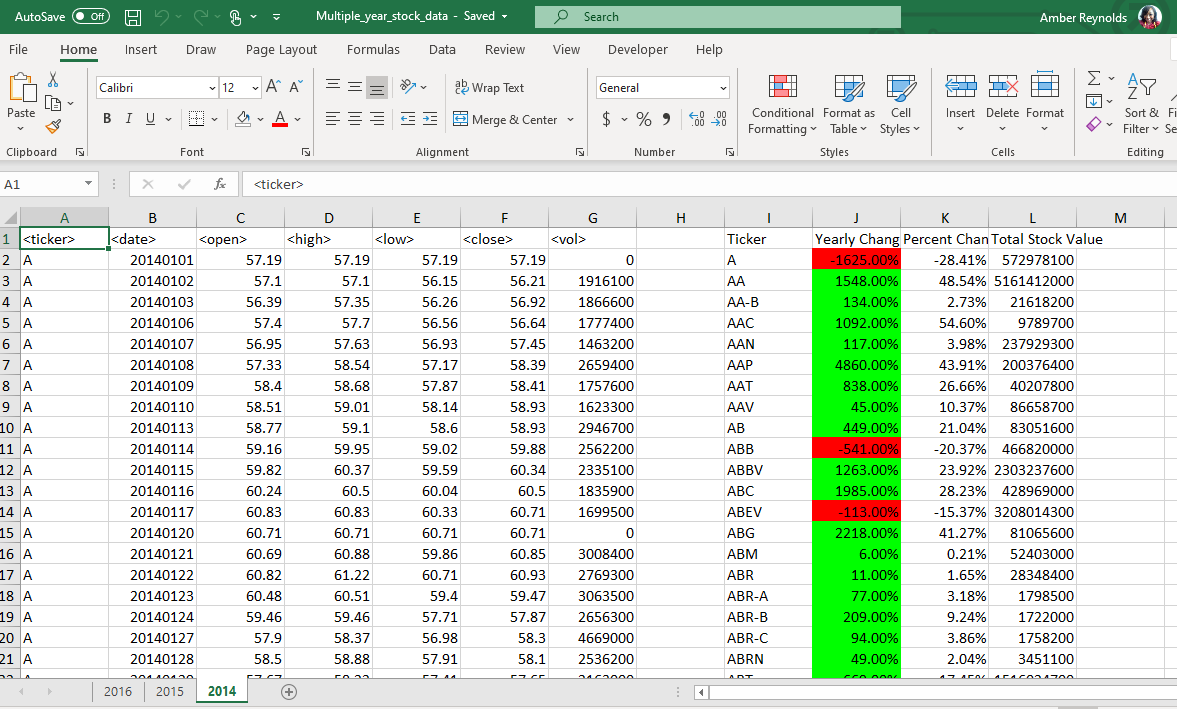 AutoSave Off Multiple_year_stock_data - Saved Search Amber Reynolds
File Home Insert Draw Page Layout Formulas Data Review View Developer Help
Calibri 12 A A ab Wrap Text General
Paste B I U A Merge & Center $ % 9 .00 .00 Conditional Formatting Format as Table Cell Styles Insert Delete Format Sort & Filter
Clipboard Font Alignment Number Styles Cells Editing
A1 fx <ticker>
A B C D E F G H I J K L M
1 <ticker> <date> <open> <high> <low> <close> <vol> Ticker Yearly Chang Percent Chan Total Stock Value
2 A 20140101 57.19 57.19 57.19 57.19 0 A -1625.00% -28.41% 572978100
3 A 20140102 57.1 57.1 56.15 56.21 1916100 AA 1548.00% 48.54% 5161412000
4 A 20140103 56.39 57.35 56.26 56.92 1866600 AA-B 134.00% 2.73% 21618200
5 A 20140106 57.4 57.7 56.56 56.64 1777400 AAC 1092.00% 54.60% 9789700
6 A 20140107 56.95 57.63 56.93 57.45 1463200 AAN 117.00% 3.98% 237929300
7 A 20140108 57.33 58.54 57.17 58.39 2659400 AAP 4860.00% 43.91% 200376400
8 A 20140109 58.4 58.68 57.87 58.41 1757600 AAT 838.00% 26.66% 40207800
9 A 20140110 58.51 59.01 58.14 58.93 1623300 AAV 45.00% 10.37% 86658700
10 A 20140113 58.77 59.1 58.6 58.93 2946700 AB 449.00% 21.04% 83051600
11 A 20140114 59.16 59.95 59.02 59.88 2562200 ABB -541.00% -20.37% 466820000
12 A 20140115 59.82 60.37 59.59 60.34 2335100 ABBV 1263.00% 23.92% 2303237600
13 A 20140116 60.24 60.5 60.04 60.5 1835900 ABC 1985.00% 28.23% 428969000
14 A 20140117 60.83 60.83 60.33 60.71 1699500 ABEV -113.00% -15.37% 3208014300
15 A 20140120 60.71 60.71 60.71 60.71 0 ABG 2218.00% 41.27% 81065600
16 A 20140121 60.69 60.88 59.86 60.85 3008400 ABM 6.00% 0.21% 52403000
17 A 20140122 60.82 61.22 60.71 60.93 2769300 ABR 11.00% 1.65% 28348400
18 A 20140123 60.48 60.51 59.4 59.47 3063500 ABR-A 77.00% 3.18% 1798500
19 A 20140124 59.46 59.46 57.71 57.87 2656300 ABR-B 209.00% 9.24% 1722000
20 A 20140127 57.9 58.37 56.98 58.3 4669000 ABR-C 94.00% 3.86% 1758200
21 A 20140128 58.5 58.88 57.91 58.1 2536200 ABRN 49.00% 2.04% 3451100
2016 2015 2014